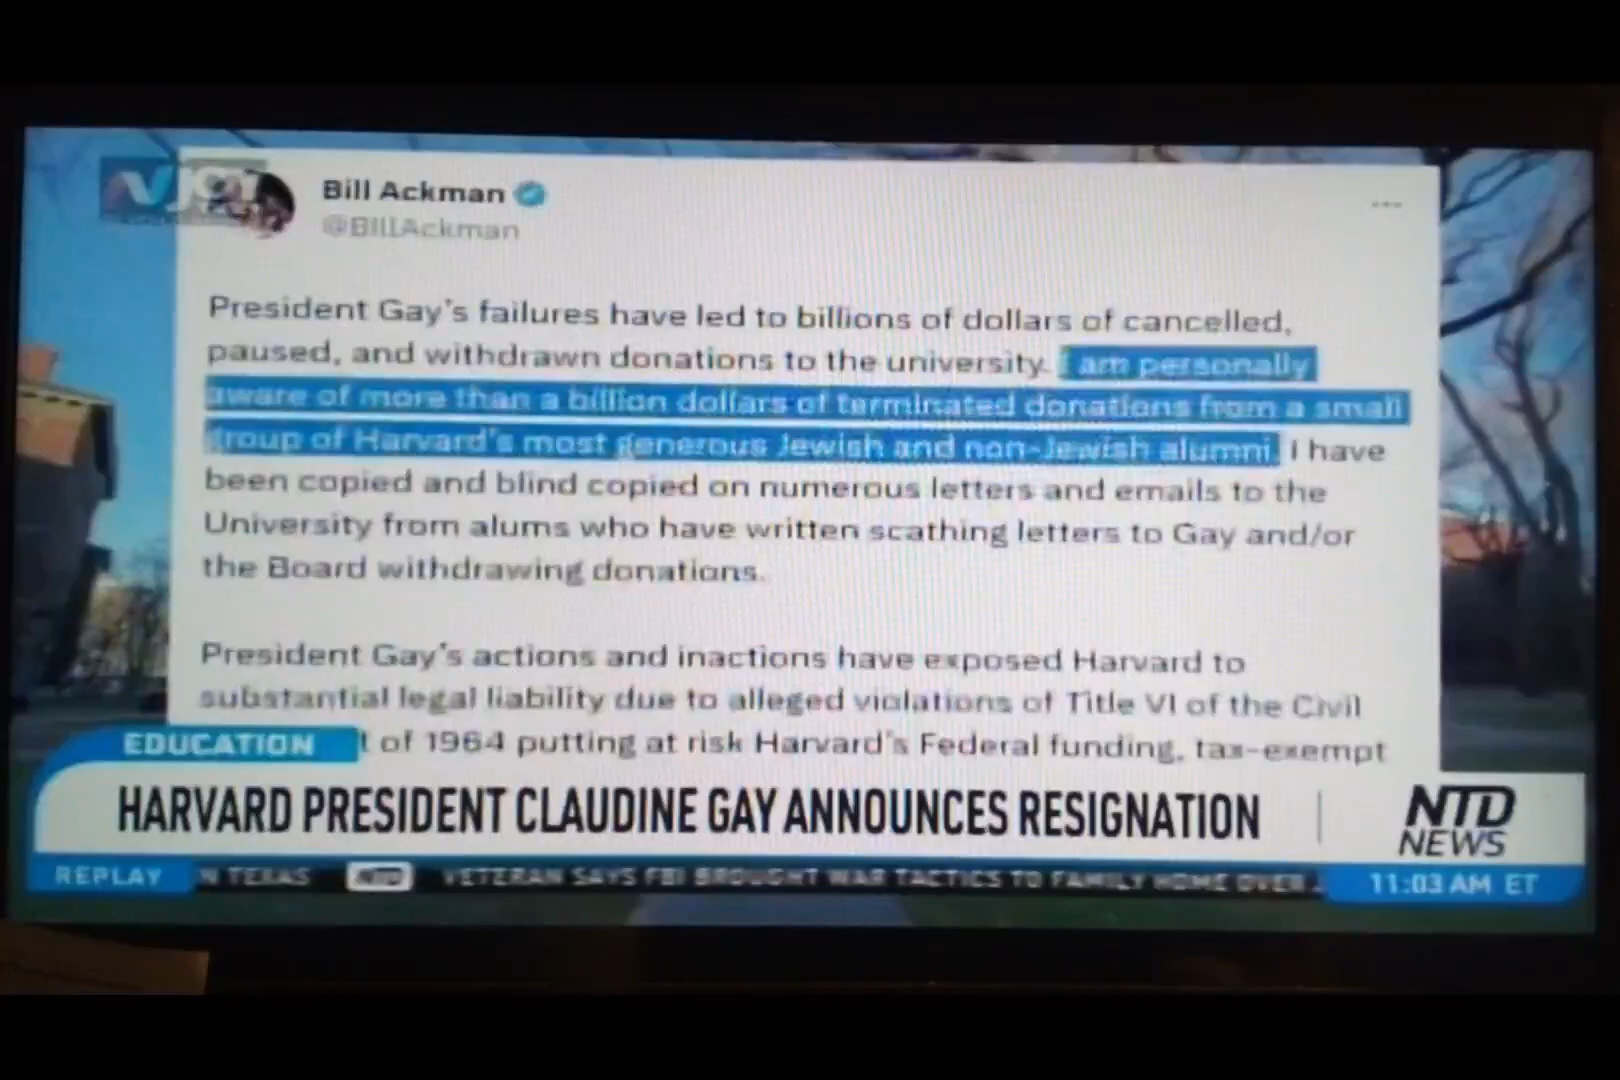 Bill Ackman
@BillAckman
...
President Gay's failures have led to billions of dollars of cancelled,
paused, and withdrawn donations to the university. I am personally
aware of more than a billion dollars of terminated donations from a small
group of Harvard's most generous Jewish and non-Jewish alumni. I have
been copied and blind copied on numerous letters and emails to the
University from alums who have written scathing letters to Gay and/or
the Board withdrawing donations.
President Gay's actions and inactions have exposed Harvard to
substantial legal liability due to alleged violations of Title VI of the Civil
t of 1964 putting at risk Harvard's Federal funding, tax-exempt
EDUCATION
HARVARD PRESIDENT CLAUDINE GAY ANNOUNCES RESIGNATION
NTD
NEWS
REPLAY
N TEXAS NTD VETERAN SAYS FBI BROUGHT WAR TACTICS TO FAMILY HOME OVER
11:03 AM ET